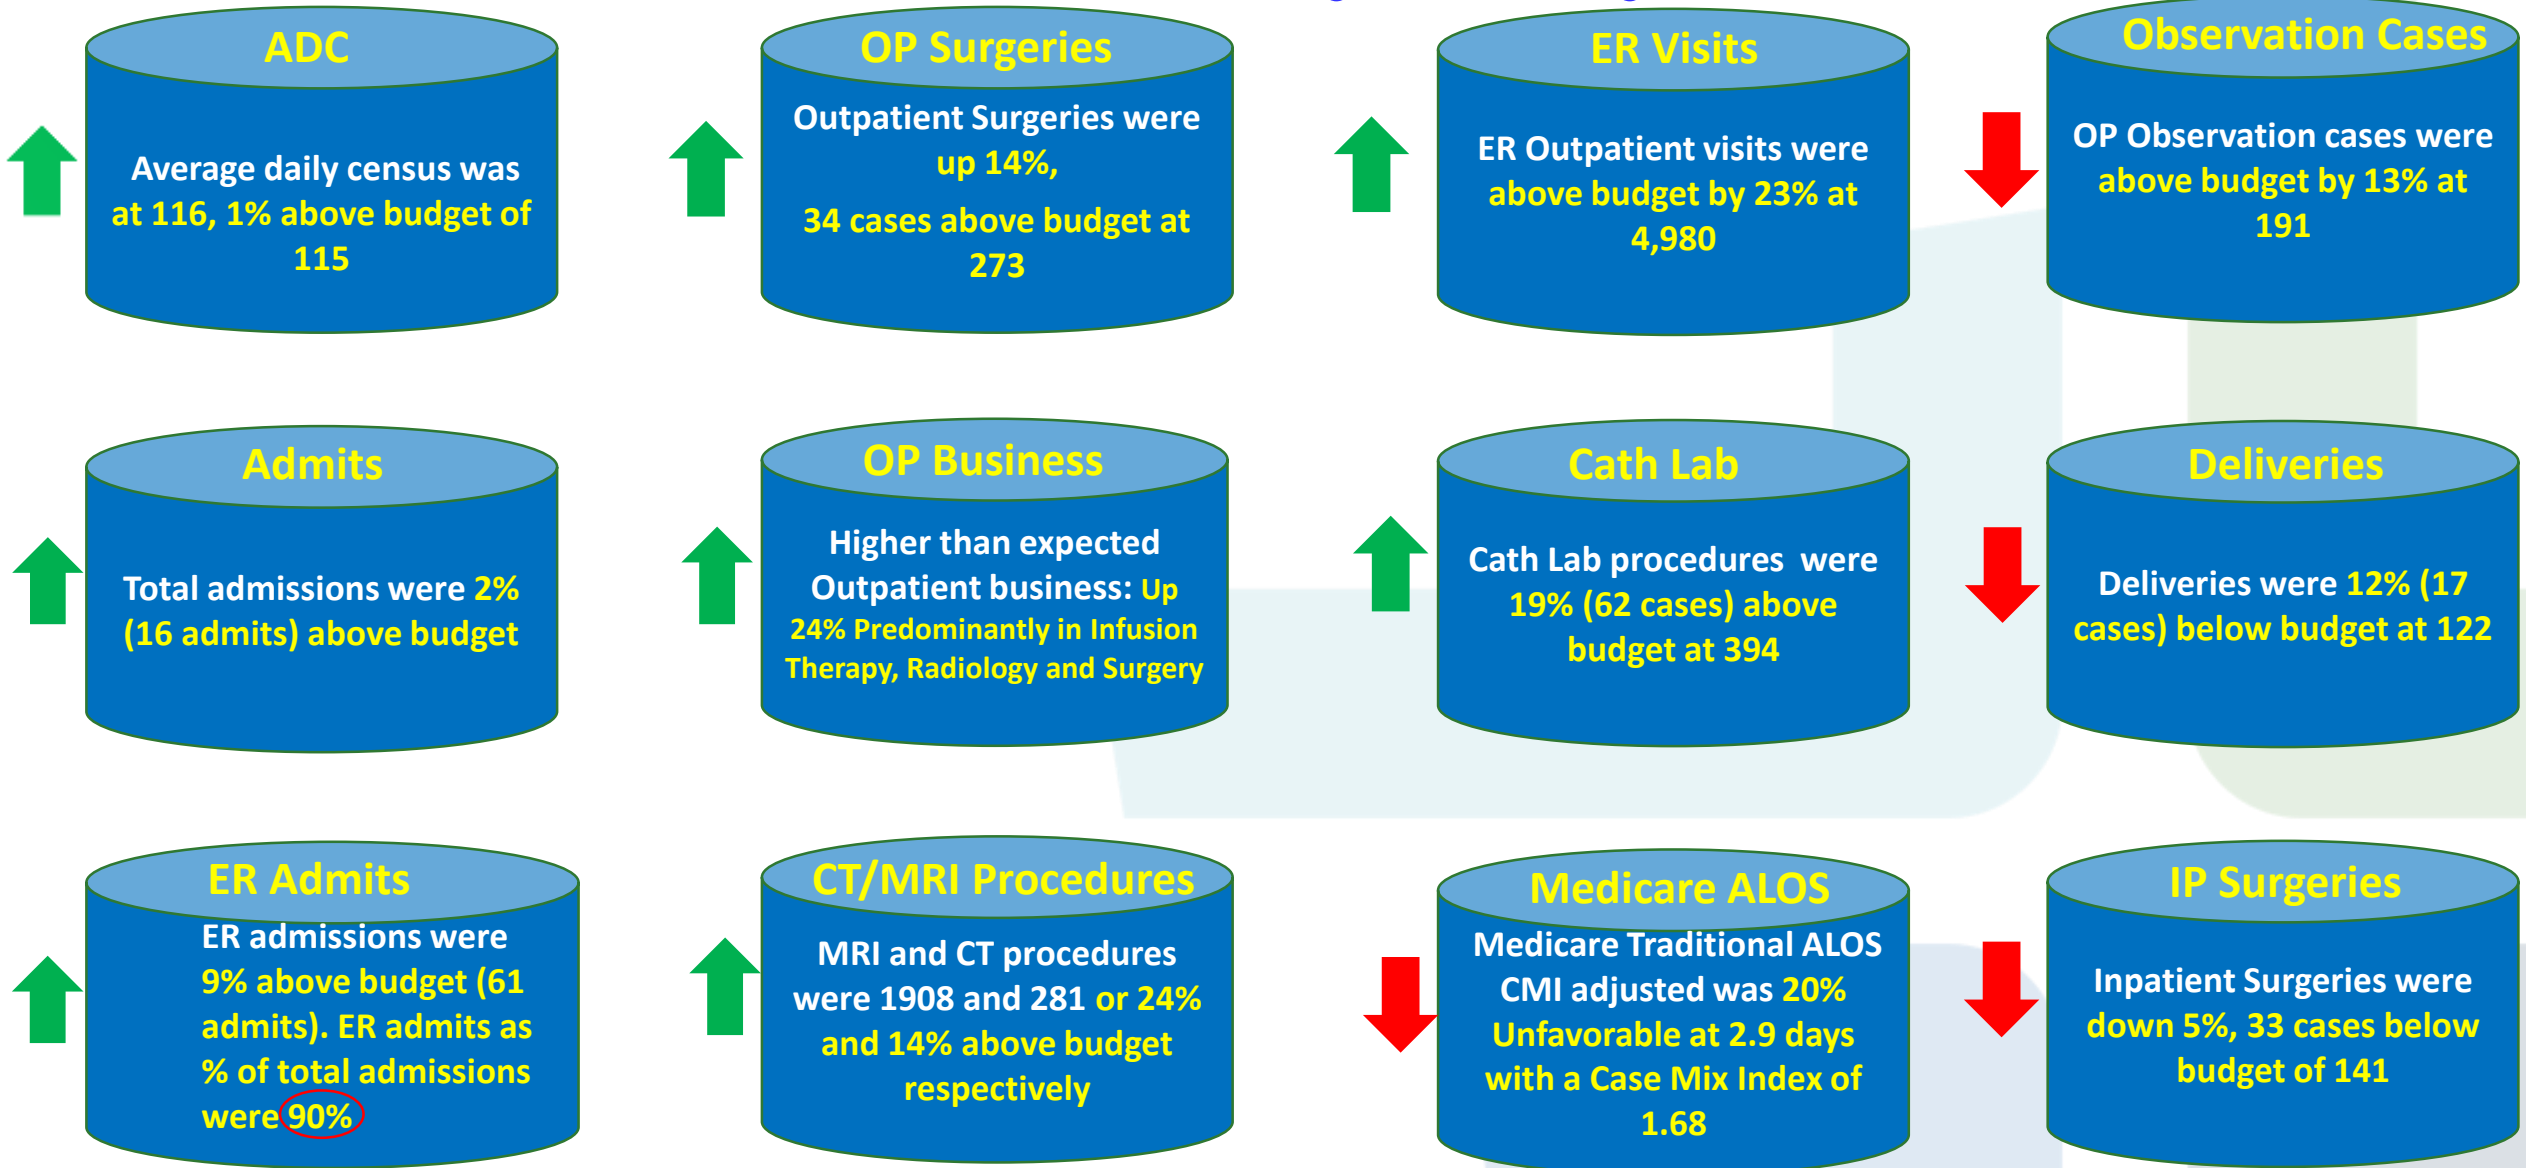 ADC
Average daily census was
at 116, 1% above budget of
115
OP Surgeries
Outpatient Surgeries were
up 14%,
34 cases above budget at
273
ER Visits
ER Outpatient visits were
above budget by 23% at
4,980
Observation Cases
OP Observation cases were
above budget by 13% at
191
Admits
Total admissions were 2%
(16 admits) above budget
OP Business
Higher than expected
Outpatient business: Up
24% Predominantly in Infusion
Therapy, Radiology and Surgery
Cath Lab
Cath Lab procedures were
19% (62 cases) above
budget at 394
Deliveries
Deliveries were 12% (17
cases) below budget at 122
ER Admits
ER admissions were
9% above budget (61
admits). ER admits as
% of total admissions
were 90%
CT/MRI Procedures
MRI and CT procedures
were 1908 and 281 or 24%
and 14% above budget
respectively
Medicare ALOS
Medicare Traditional ALOS
CMI adjusted was 20%
Unfavorable at 2.9 days
with a Case Mix Index of
1.68
IP Surgeries
Inpatient Surgeries were
down 5%, 33 cases below
budget of 141